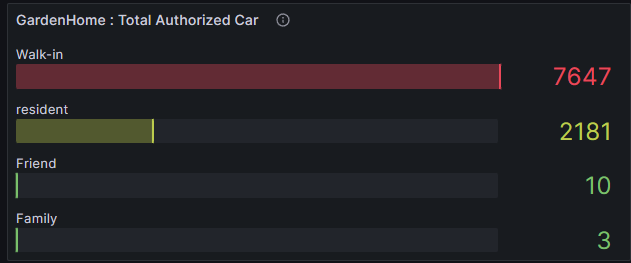 GardenHome : Total Authorized Car
Walk-in
7647
resident
2181
Friend
10
Family
3